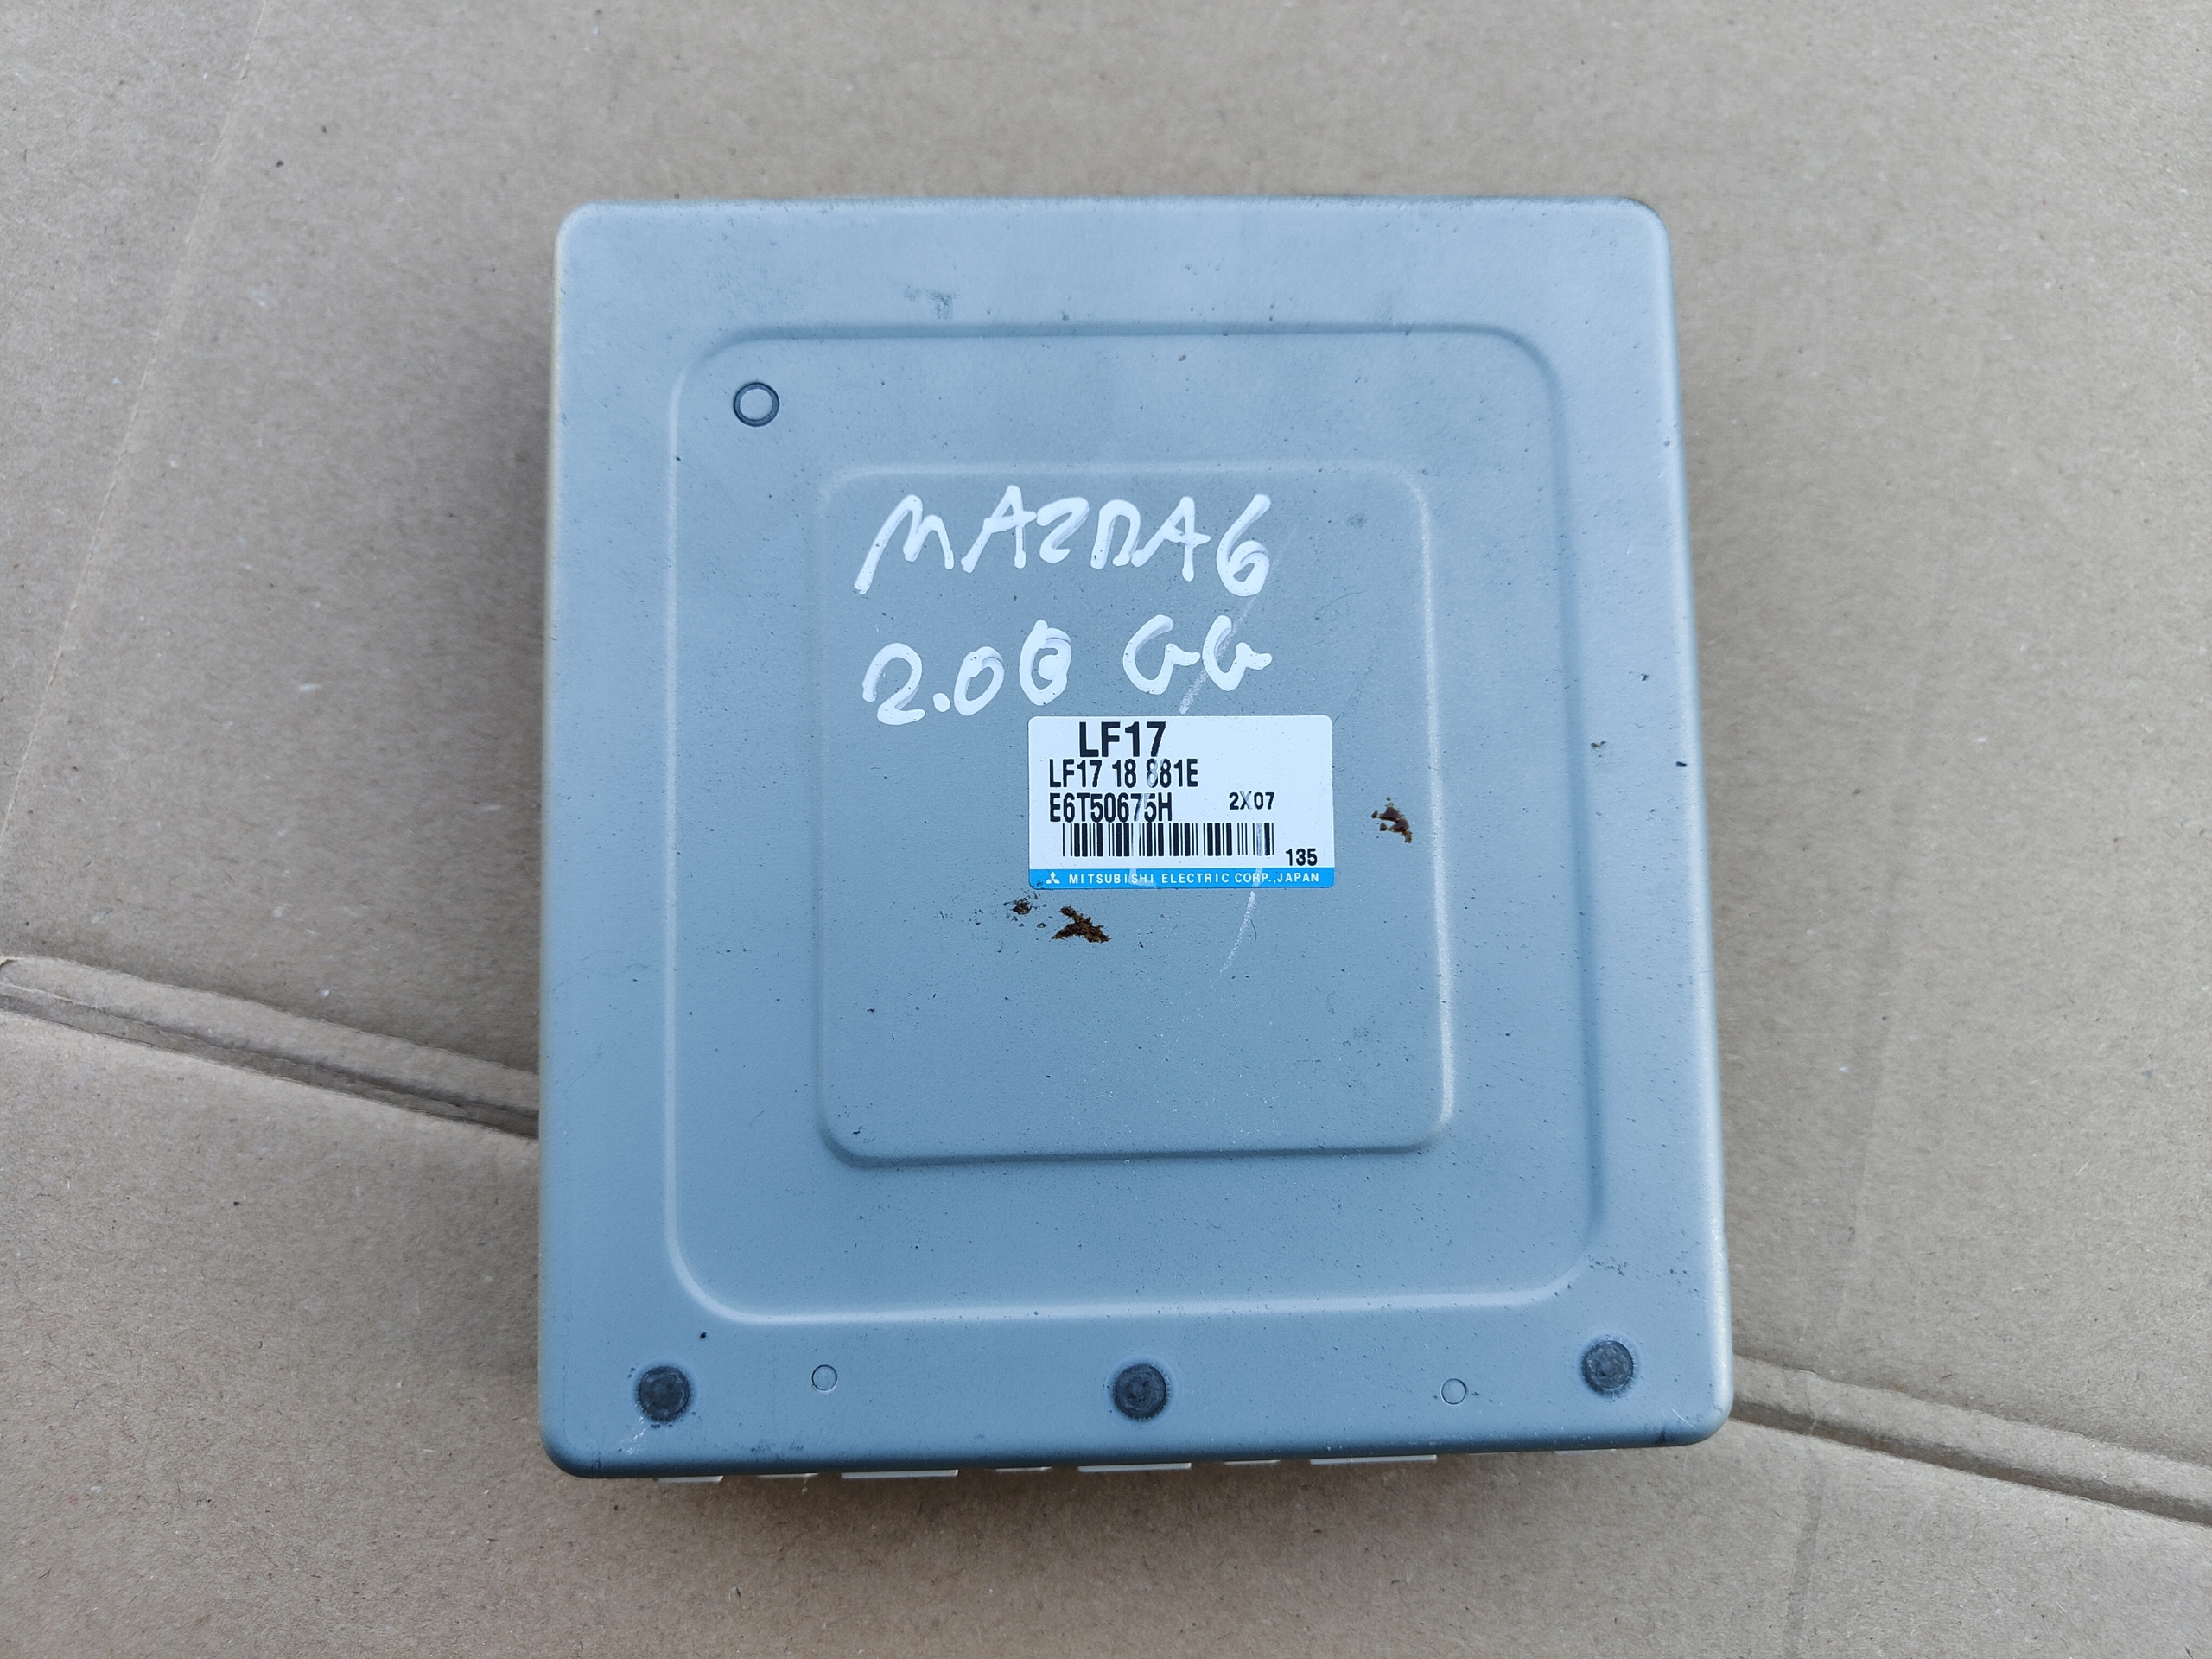 MAZDA6
2.0B GG
LF17
LF17 18 881E
E6T50675H 2X07
135
MITSUBISHI ELECTRIC CORP.,JAPAN